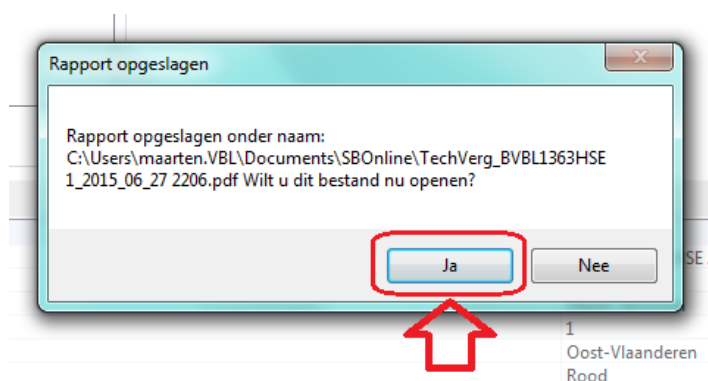 Rapport opgeslagen
Rapport opgeslagen onder naam:
C:\Users\maarten.VBL\Documents\SBOnline\TechVerg_BVBL1363HSE
1_2015_06_27 2206.pdf Wilt u dit bestand nu openen?
Ja
Nee
SE
1
Oost-Vlaanderen
Rood